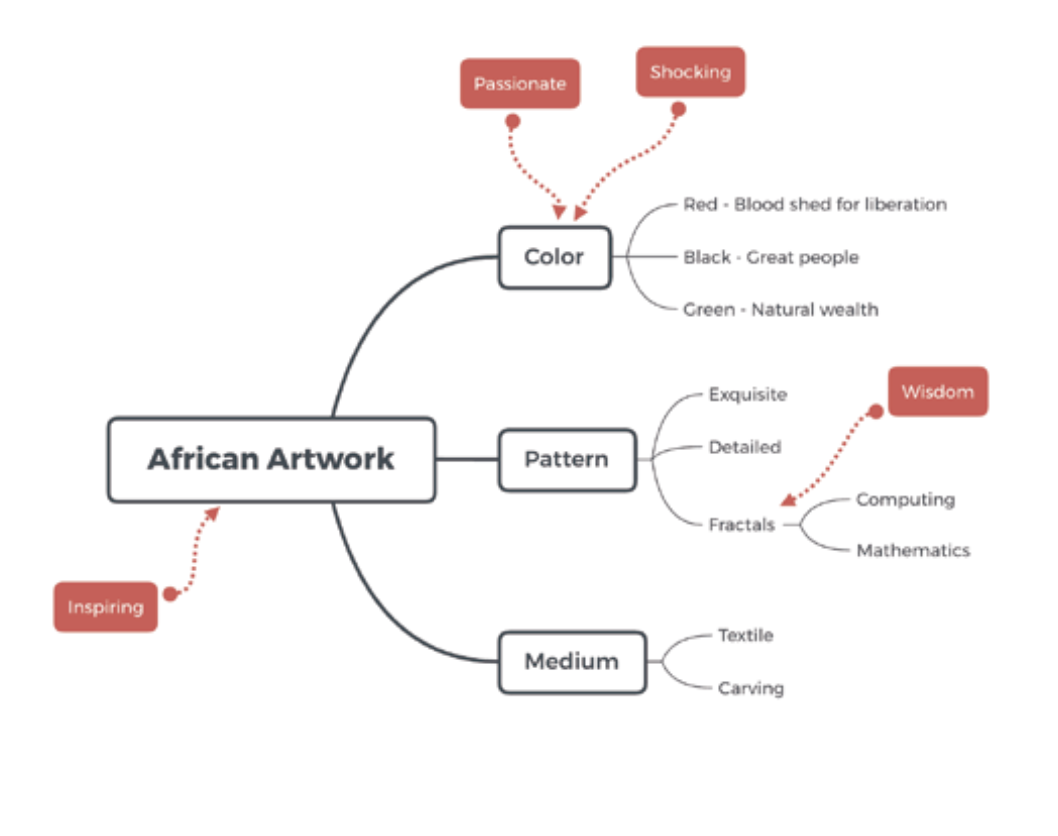 Passionate
Shocking
Color
Red - Blood shed for liberation
Black - Great people
Green - Natural wealth
African Artwork
Pattern
Exquisite
Detailed
Fractals
Wisdom
Computing
Mathematics
Inspiring
Medium
Textile
Carving